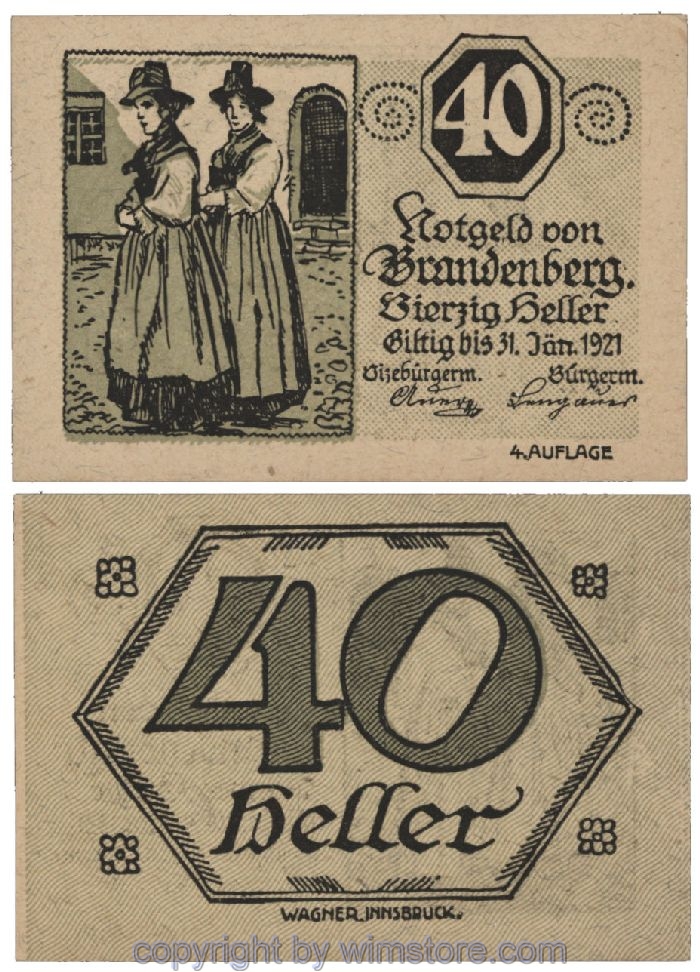 40
Notgeld von
Brandenberg.
Vierzig Heller
Giltig bis 31. Jän. 1921
Vizebürgerm. Bürgerm.
Auer
4. AUFLAGE
40
Heller
WAGNER, INNSBRUCK.
copyright by wimstore.com